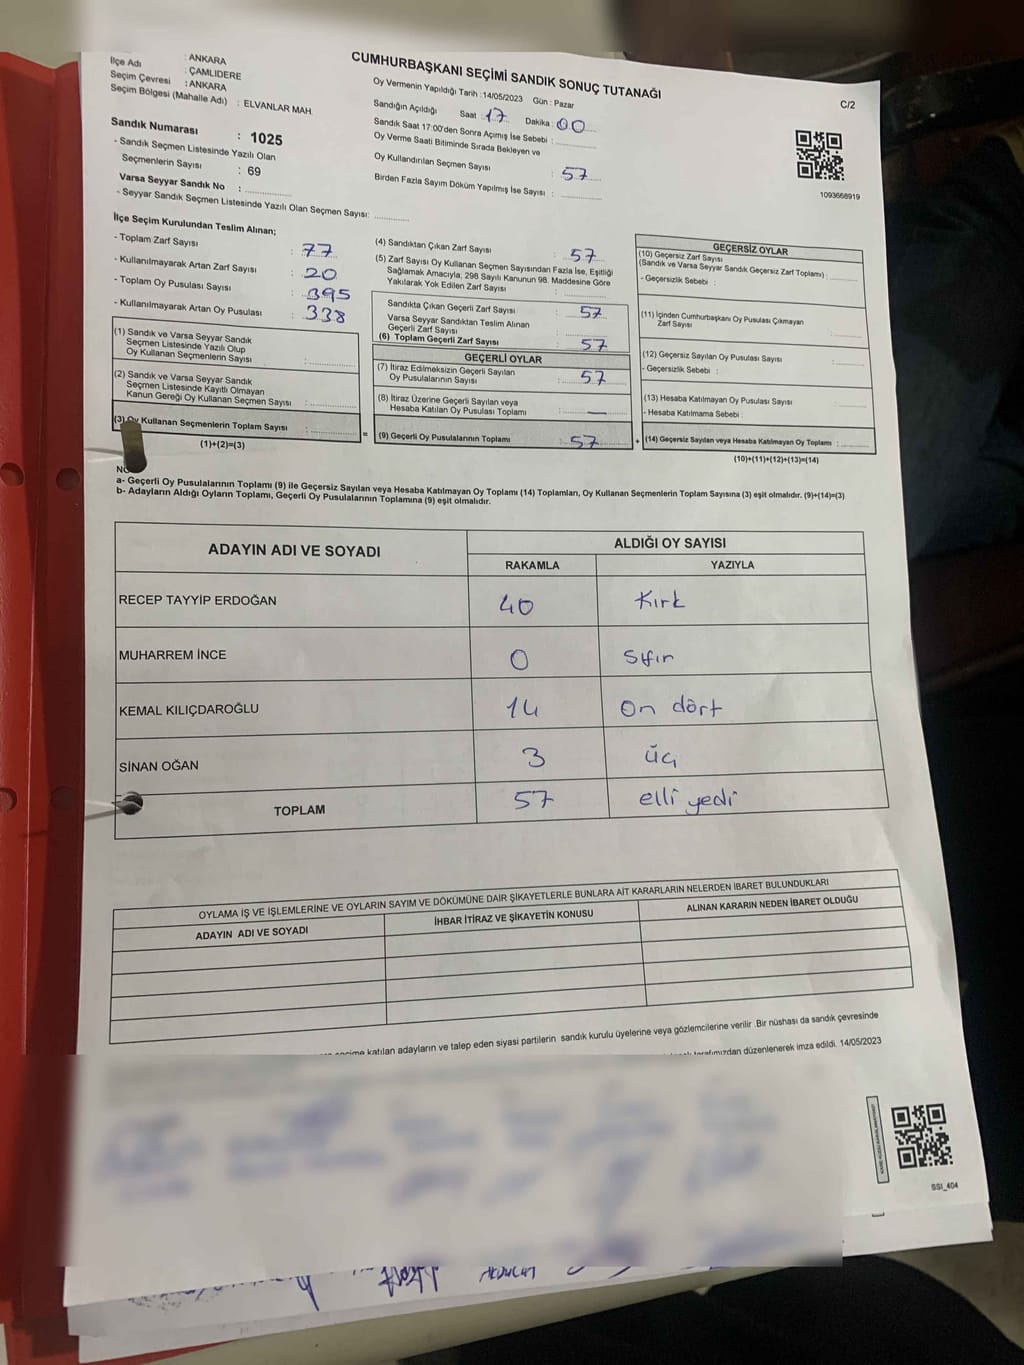 CUMHURBAŞKANI SEÇİMİ SANDIK SONUÇ TUTANAĞI
C/2
: ANKARA
İlçe Adı : ÇAMLIDERE
Seçim Çevresi : ANKARA
Seçim Bölgesi (Mahalle Adı) : ELVANLAR MAH.
Sandık Numarası : 1025
- Sandık Seçmen Listesinde Yazılı Olan
Seçmenlerin Sayısı : 69
Varsa Seyyar Sandık No : ..............
- Seyyar Sandık Seçmen Listesinde Yazılı Olan Seçmen Sayısı: ............
Oy Vermenin Yapıldığı Tarih :14/05/2023 Gün : Pazar
Sandığın Açıldığı Saat : 17 Dakika : 00
Sandık Saat 17:00'den Sonra Açımış İse Sebebi : ..............
Oy Verme Saati Bitiminde Sırada Bekleyen ve
Oy Kullandırılan Seçmen Sayısı : 57
Birden Fazla Sayım Döküm Yapılmış İse Sayısı : ..............
1093668919
İlçe Seçim Kurulundan Teslim Alınan;
- Toplam Zarf Sayısı : 77
- Kullanılmayarak Artan Zarf Sayısı : 20
- Toplam Oy Pusulası Sayısı : 395
- Kullanılmayarak Artan Oy Pusulası : 338
(1) Sandık ve Varsa Seyyar Sandık
Seçmen Listesinde Yazılı Olup
Oy Kullanan Seçmenlerin Sayısı : ..............
(2) Sandık ve Varsa Seyyar Sandık
Seçmen Listesinde Kayıtlı Olmayan
Kanun Gereği Oy Kullanan Seçmen Sayısı : ..............
(3) Oy Kullanan Seçmenlerin Toplam Sayısı : ..............
(1)+(2)=(3)
(4) Sandıktan Çıkan Zarf Sayısı : 57
(5) Zarf Sayısı Oy Kullanan Seçmen Sayısından Fazla İse, Eşitliği
Sağlamak Amacıyla; 298 Sayılı Kanunun 98. Maddesine Göre
Yakılarak Yok Edilen Zarf Sayısı : ..............
Sandıkta Çıkan Geçerli Zarf Sayısı : 57
Varsa Seyyar Sandıktan Teslim Alınan
Geçerli Zarf Sayısı : ..............
(6) Toplam Geçerli Zarf Sayısı : 57
GEÇERLİ OYLAR
(7) İtiraz Edilmeksizin Geçerli Sayılan
Oy Pusulalarının Sayısı : 57
(8) İtiraz Üzerine Geçerli Sayılan veya
Hesaba Katılan Oy Pusulası Toplamı : —
= (9) Geçerli Oy Pusulalarının Toplamı : 57
GEÇERSİZ OYLAR
(10) Geçersiz Zarf Sayısı
(Sandık ve Varsa Seyyar Sandık Geçersiz Zarf Toplamı) : ..............
- Geçersizlik Sebebi :
(11) İçinden Cumhurbaşkanı Oy Pusulası Çıkmayan
Zarf Sayısı : ..............
(12) Geçersiz Sayılan Oy Pusulası Sayısı : ..............
- Geçersizlik Sebebi :
(13) Hesaba Katılmayan Oy Pusulası Sayısı : ..............
- Hesaba Katılmama Sebebi :
+ (14) Geçersiz Sayılan veya Hesaba Katılmayan Oy Toplamı : ..............
(10)+(11)+(12)+(13)=(14)
a- Geçerli Oy Pusulalarının Toplamı (9) ile Geçersiz Sayılan veya Hesaba Katılmayan Oy Toplamı (14) Toplamları, Oy Kullanan Seçmenlerin Toplam Sayısına (3) eşit olmalıdır. (9)+(14)=(3)
b- Adayların Aldığı Oyların Toplamı, Geçerli Oy Pusulalarının Toplamına (9) eşit olmalıdır.
ADAYIN ADI VE SOYADI ALDIĞI OY SAYISI
RAKAMLA YAZIYLA
RECEP TAYYİP ERDOĞAN 40 Kırk
MUHARREM İNCE 0 Sıfır
KEMAL KILIÇDAROĞLU 14 On dört
SİNAN OĞAN 3 üç
TOPLAM 57 elli yedi
OYLAMA İŞ VE İŞLEMLERİNE VE OYLARIN SAYIM VE DÖKÜMÜNE DAİR ŞİKAYETLERLE BUNLARA AİT KARARLARIN NELERDEN İBARET BULUNDUKLARI
ADAYIN ADI VE SOYADI İHBAR İTİRAZ VE ŞİKAYETİN KONUSU ALINAN KARARIN NEDEN İBARET OLDUĞU
seçime katılan adayların ve talep eden siyasi partilerin sandık kurulu üyelerine veya gözlemcilerine verilir .Bir nüshası da sandık çevresinde
tarafımızdan düzenlenerek imza edildi. 14/05/2023
SSI_404